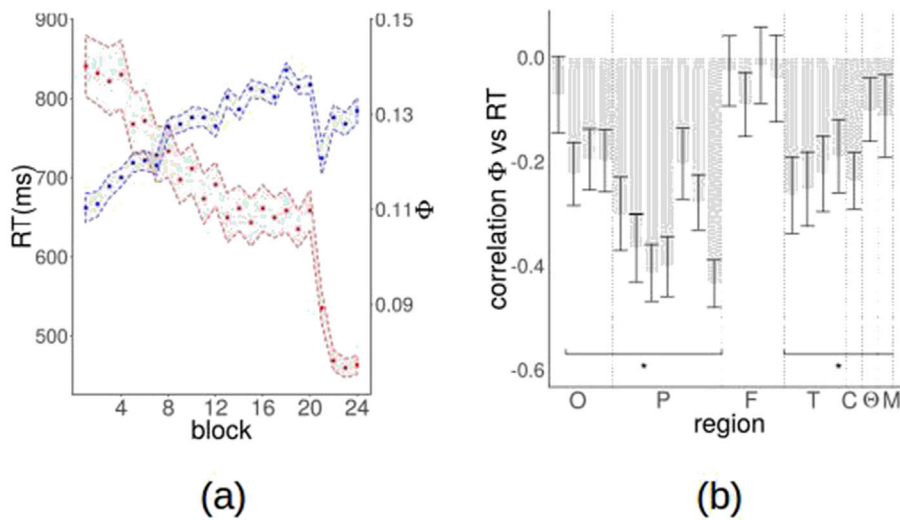 900
800
700
600
500
RT(ms)
0.15
0.13
0.11
0.09
Φ
4 8 12 16 20 24
block
(a)
0.0
-0.2
-0.4
-0.6
correlation Φ vs RT
* *
O P F T C Θ M
region
(b)